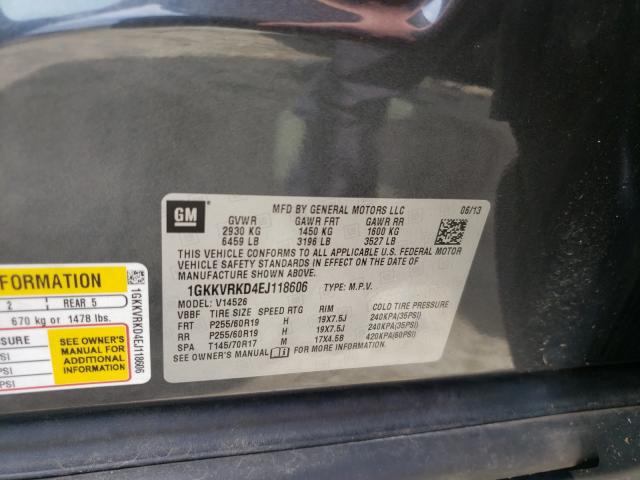 GM
MFD BY GENERAL MOTORS LLC 06/13
GVWR GAWR FRT GAWR RR
2930 KG 1450 KG 1600 KG
6459 LB 3196 LB 3527 LB
THIS VEHICLE CONFORMS TO ALL APPLICABLE U.S. FEDERAL MOTOR
VEHICLE SAFETY STANDARDS IN EFFECT ON THE DATE OF
MANUFACTURE SHOWN ABOVE.
1GKKVRKD4EJ118606 TYPE: M.P.V.
MODEL: V14526
VBBF TIRE SIZE SPEED RTG RIM COLD TIRE PRESSURE
FRT P255/60R19 H 19X7.5J 240KPA(35PSI)
RR P255/60R19 H 19X7.5J 240KPA(35PSI)
SPA T145/70R17 M 17X4.5B 420KPA(60PSI)
SEE OWNER'S MANUAL FOR MORE INFORMATION.
FORMATION
2 REAR 5
670 kg or 1478 lbs.
SURE SEE OWNER'S
MANUAL FOR
PSI ADDITIONAL
INFORMATION
PSI
1GKKVRKD4EJ118606